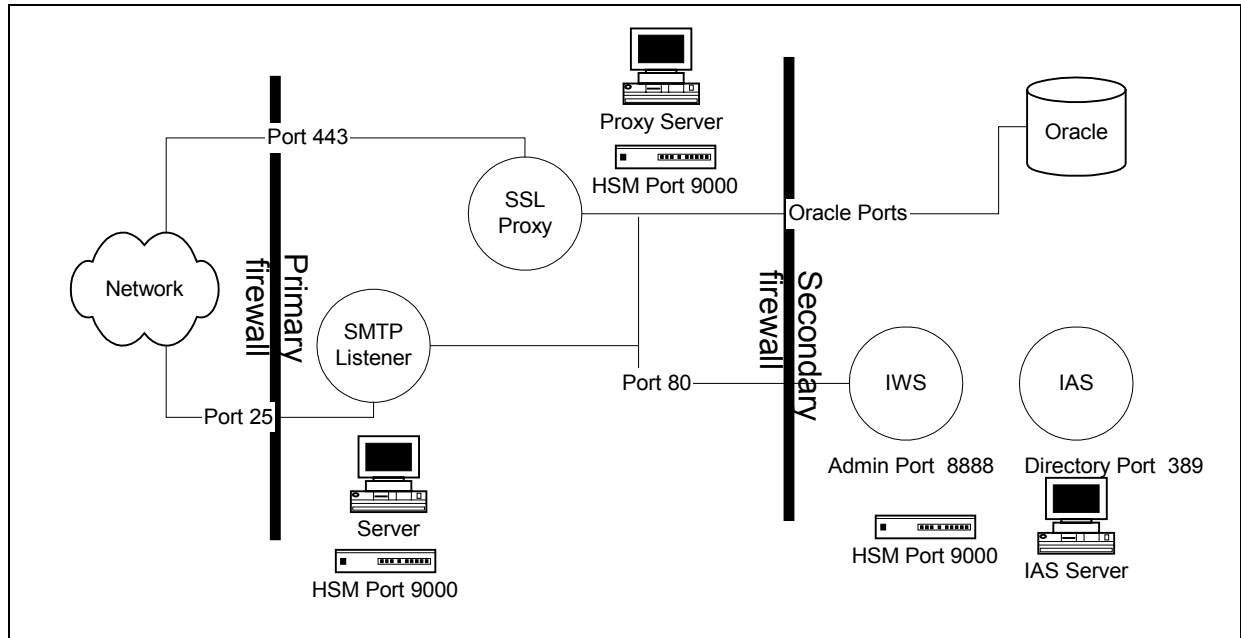 Proxy Server
HSM Port 9000
Port 443
SSL
Proxy
Oracle
Oracle Ports
Network
Primary
firewall
SMTP
Listener
Secondary
firewall
Port 80
IWS
IAS
Port 25
Admin Port 8888
Directory Port 389
Server
HSM Port 9000
HSM Port 9000
IAS Server